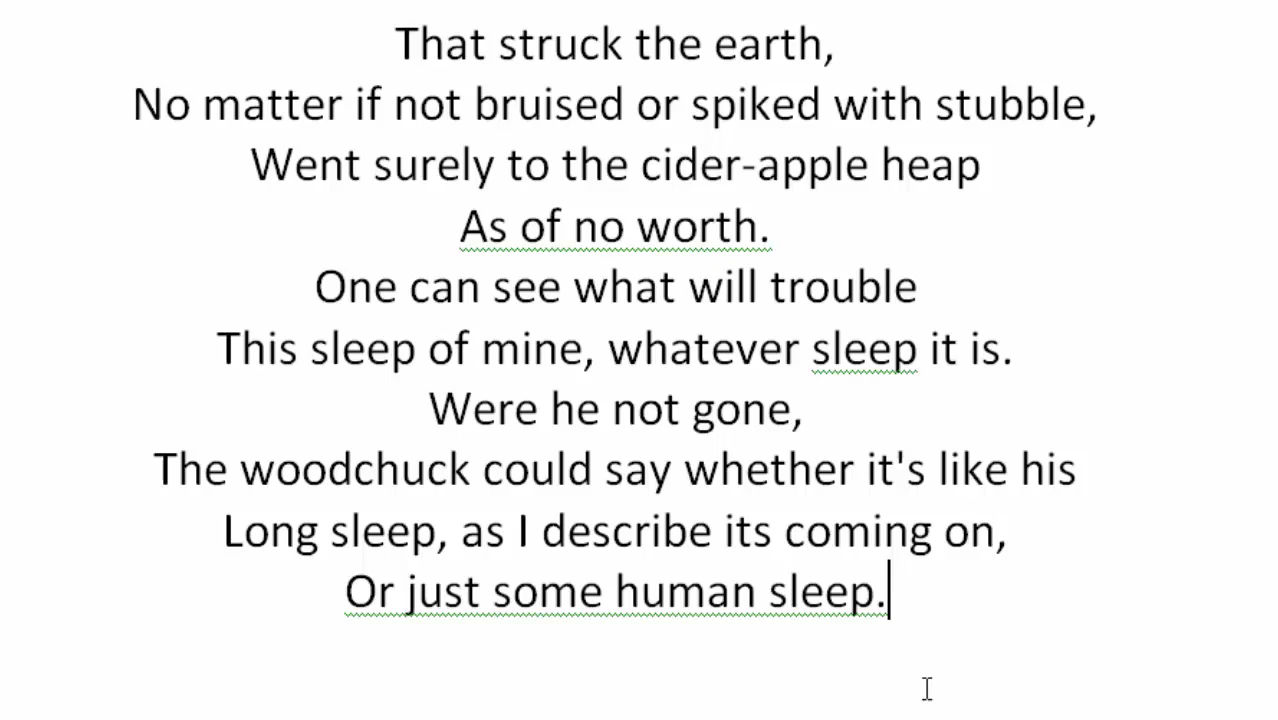 That struck the earth,
No matter if not bruised or spiked with stubble,
Went surely to the cider-apple heap
As of no worth.
One can see what will trouble
This sleep of mine, whatever sleep it is.
Were he not gone,
The woodchuck could say whether it's like his
Long sleep, as I describe its coming on,
Or just some human sleep.